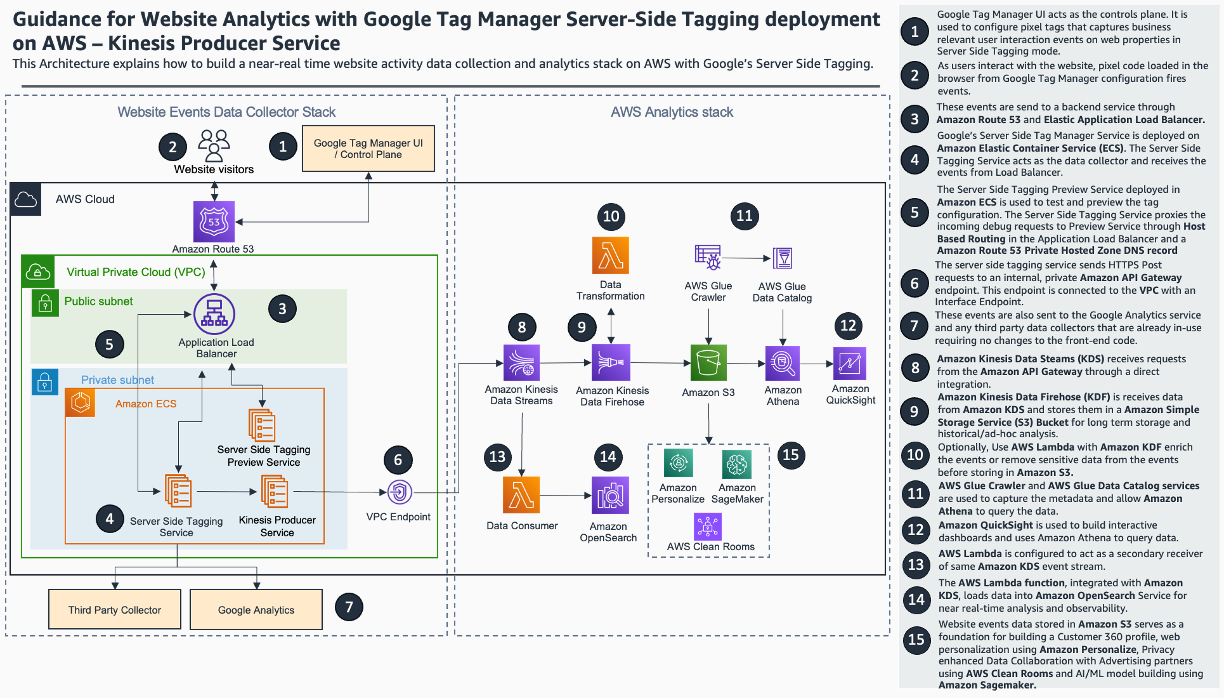 Guidance for Website Analytics with Google Tag Manager Server-Side Tagging deployment
on AWS – Kinesis Producer Service
This Architecture explains how to build a near-real time website activity data collection and analytics stack on AWS with Google's Server Side Tagging.
Website Events Data Collector Stack
AWS Analytics stack
2
Website visitors
1
Google Tag Manager UI
/ Control Plane
AWS Cloud
53
Amazon Route 53
Virtual Private Cloud (VPC)
Public subnet
3
Application Load
Balancer
5
Private subnet
Amazon ECS
Server Side Tagging
Preview Service
4
Server Side Tagging
Service
Kinesis Producer
Service
6
VPC Endpoint
Third Party Collector
Google Analytics
7
10
Data
Transformation
11
AWS Glue
Crawler
AWS Glue
Data Catalog
8
Amazon Kinesis
Data Streams
9
Amazon Kinesis
Data Firehose
Amazon S3
Amazon
Athena
12
Amazon
QuickSight
13
Data Consumer
14
Amazon
OpenSearch
15
Amazon
Personalize
Amazon
SageMaker
AWS Clean Rooms
1
Google Tag Manager UI acts as the controls plane. It is
used to configure pixel tags that captures business
relevant user interaction events on web properties in
Server Side Tagging mode.
2
As users interact with the website, pixel code loaded in the
browser from Google Tag Manager configuration fires
events.
3
These events are send to a backend service through
Amazon Route 53 and Elastic Application Load Balancer.
4
Google's Server Side Tag Manager Service is deployed on
Amazon Elastic Container Service (ECS). The Server Side
Tagging Service acts as the data collector and receives the
events from Load Balancer.
5
The Server Side Tagging Preview Service deployed in
Amazon ECS is used to test and preview the tag
configuration. The Server Side Tagging Service proxies the
incoming debug requests to Preview Service through Host
Based Routing in the Application Load Balancer and a
Amazon Route 53 Private Hosted Zone DNS record
6
The server side tagging service sends HTTPS Post
requests to an internal, private Amazon API Gateway
endpoint. This endpoint is connected to the VPC with an
Interface Endpoint.
7
These events are also sent to the Google Analytics service
and any third party data collectors that are already in-use
requiring no changes to the front-end code.
8
Amazon Kinesis Data Steams (KDS) receives requests
from the Amazon API Gateway through a direct
integration.
9
Amazon Kinesis Data Firehose (KDF) is receives data
from Amazon KDS and stores them in a Amazon Simple
Storage Service (S3) Bucket for long term storage and
historical/ad-hoc analysis.
10
Optionally, Use AWS Lambda with Amazon KDF enrich
the events or remove sensitive data from the events
before storing in Amazon S3.
11
AWS Glue Crawler and AWS Glue Data Catalog services
are used to capture the metadata and allow Amazon
Athena to query the data.
12
Amazon QuickSight is used to build interactive
dashboards and uses Amazon Athena to query data.
13
AWS Lambda is configured to act as a secondary receiver
of same Amazon KDS event stream.
14
The AWS Lambda function, integrated with Amazon
KDS, loads data into Amazon OpenSearch Service for
near real-time analysis and observability.
15
Website events data stored in Amazon S3 serves as a
foundation for building a Customer 360 profile, web
personalization using Amazon Personalize, Privacy
enhanced Data Collaboration with Advertising partners
using AWS Clean Rooms and AI/ML model building using
Amazon Sagemaker.